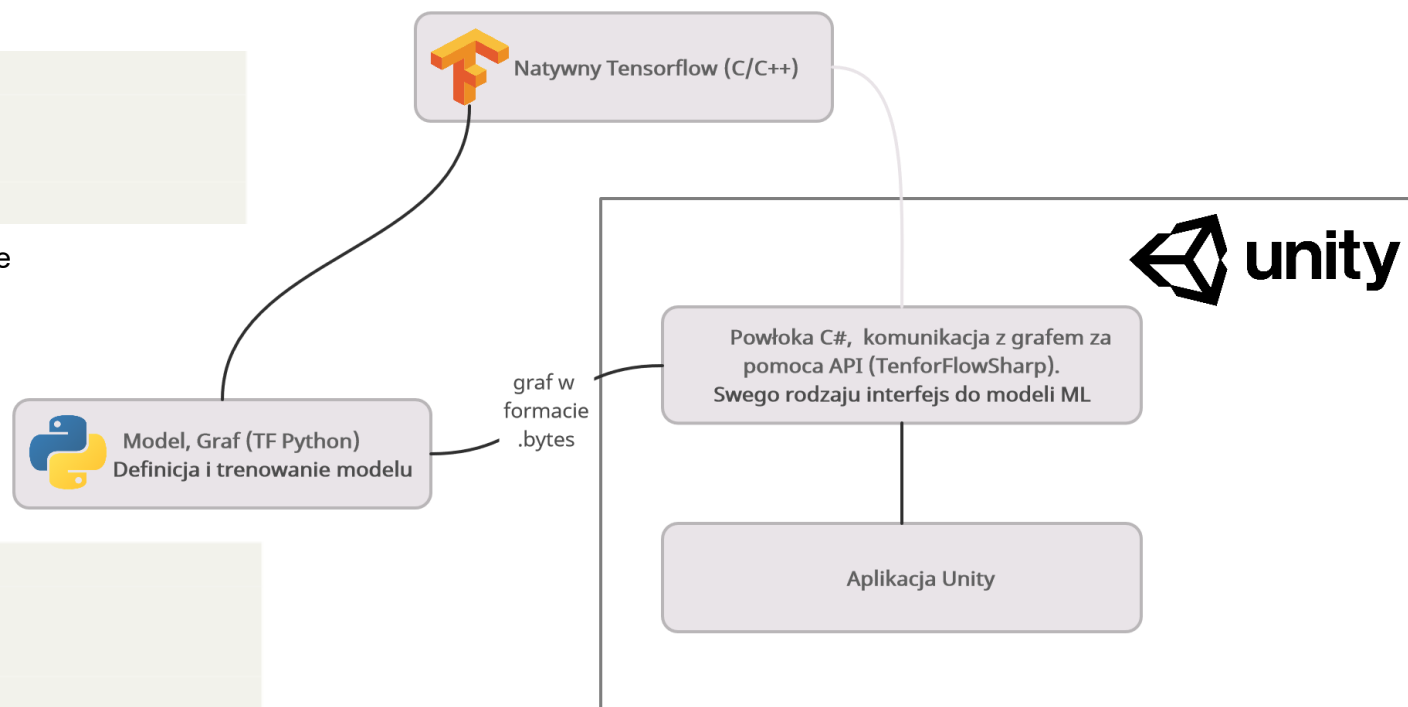 Natywny Tensorflow (C/C++)
e
unity
Powłoka C#, komunikacja z grafem za
pomoca API (TenforFlowSharp).
Swego rodzaju interfejs do modeli ML
graf w
formacie
.bytes
Model, Graf (TF Python)
Definicja i trenowanie modelu
Aplikacja Unity